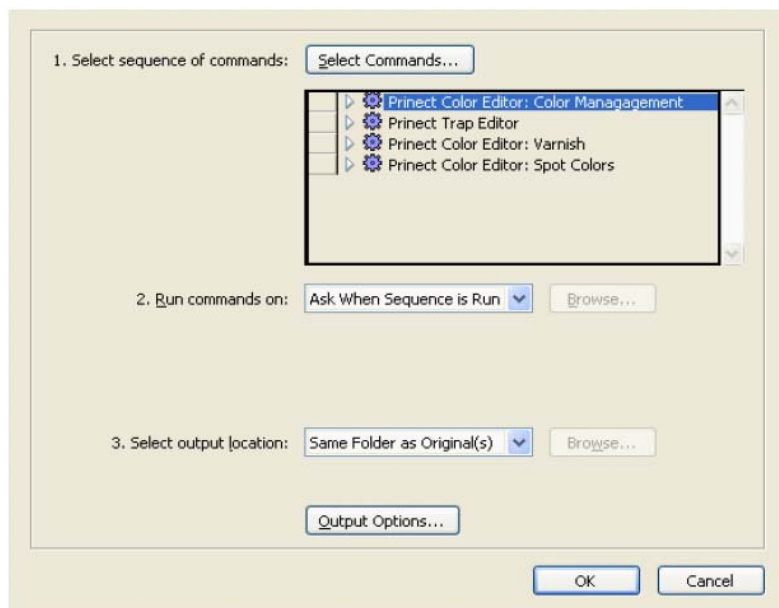 1. Select sequence of commands: Select Commands...
Prinect Color Editor: Color Managagement
Prinect Trap Editor
Prinect Color Editor: Varnish
Prinect Color Editor: Spot Colors
2. Run commands on: Ask When Sequence is Run Browse...
3. Select output location: Same Folder as Original(s) Browse...
Output Options...
OK Cancel